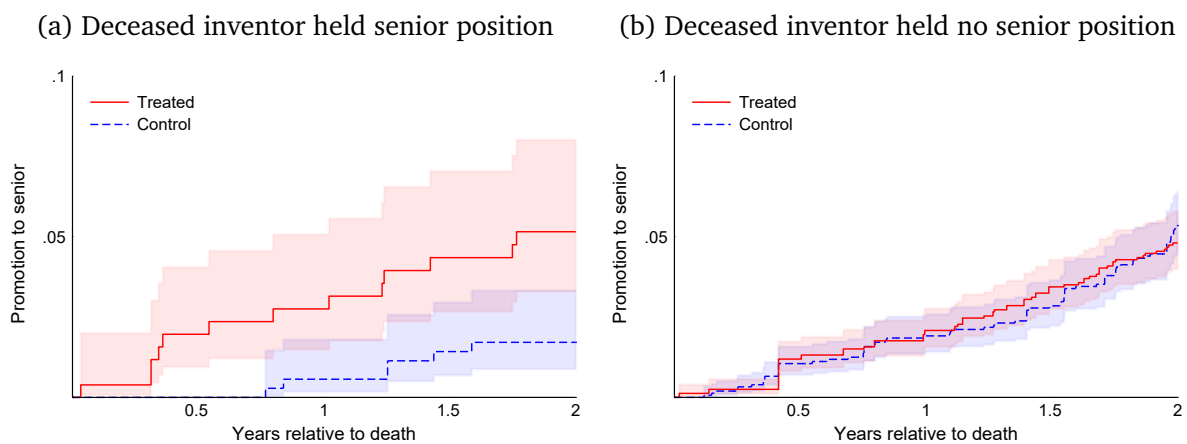 (a) Deceased inventor held senior position
.1
Treated
Control
.05
Promotion to senior
0.5
1
1.5
2
Years relative to death
(b) Deceased inventor held no senior position
.1
Treated
Control
.05
Promotion to senior
0.5
1
1.5
2
Years relative to death